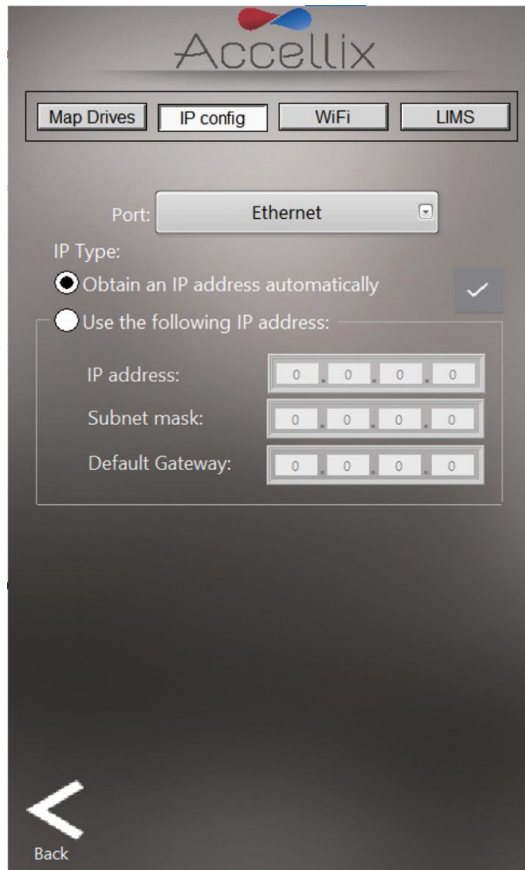 Accellix
Map Drives IP config WiFi LIMS
Port: Ethernet
IP Type:
Obtain an IP address automatically
Use the following IP address:
IP address: 0 . 0 . 0 . 0
Subnet mask: 0 . 0 . 0 . 0
Default Gateway: 0 . 0 . 0 . 0
Back